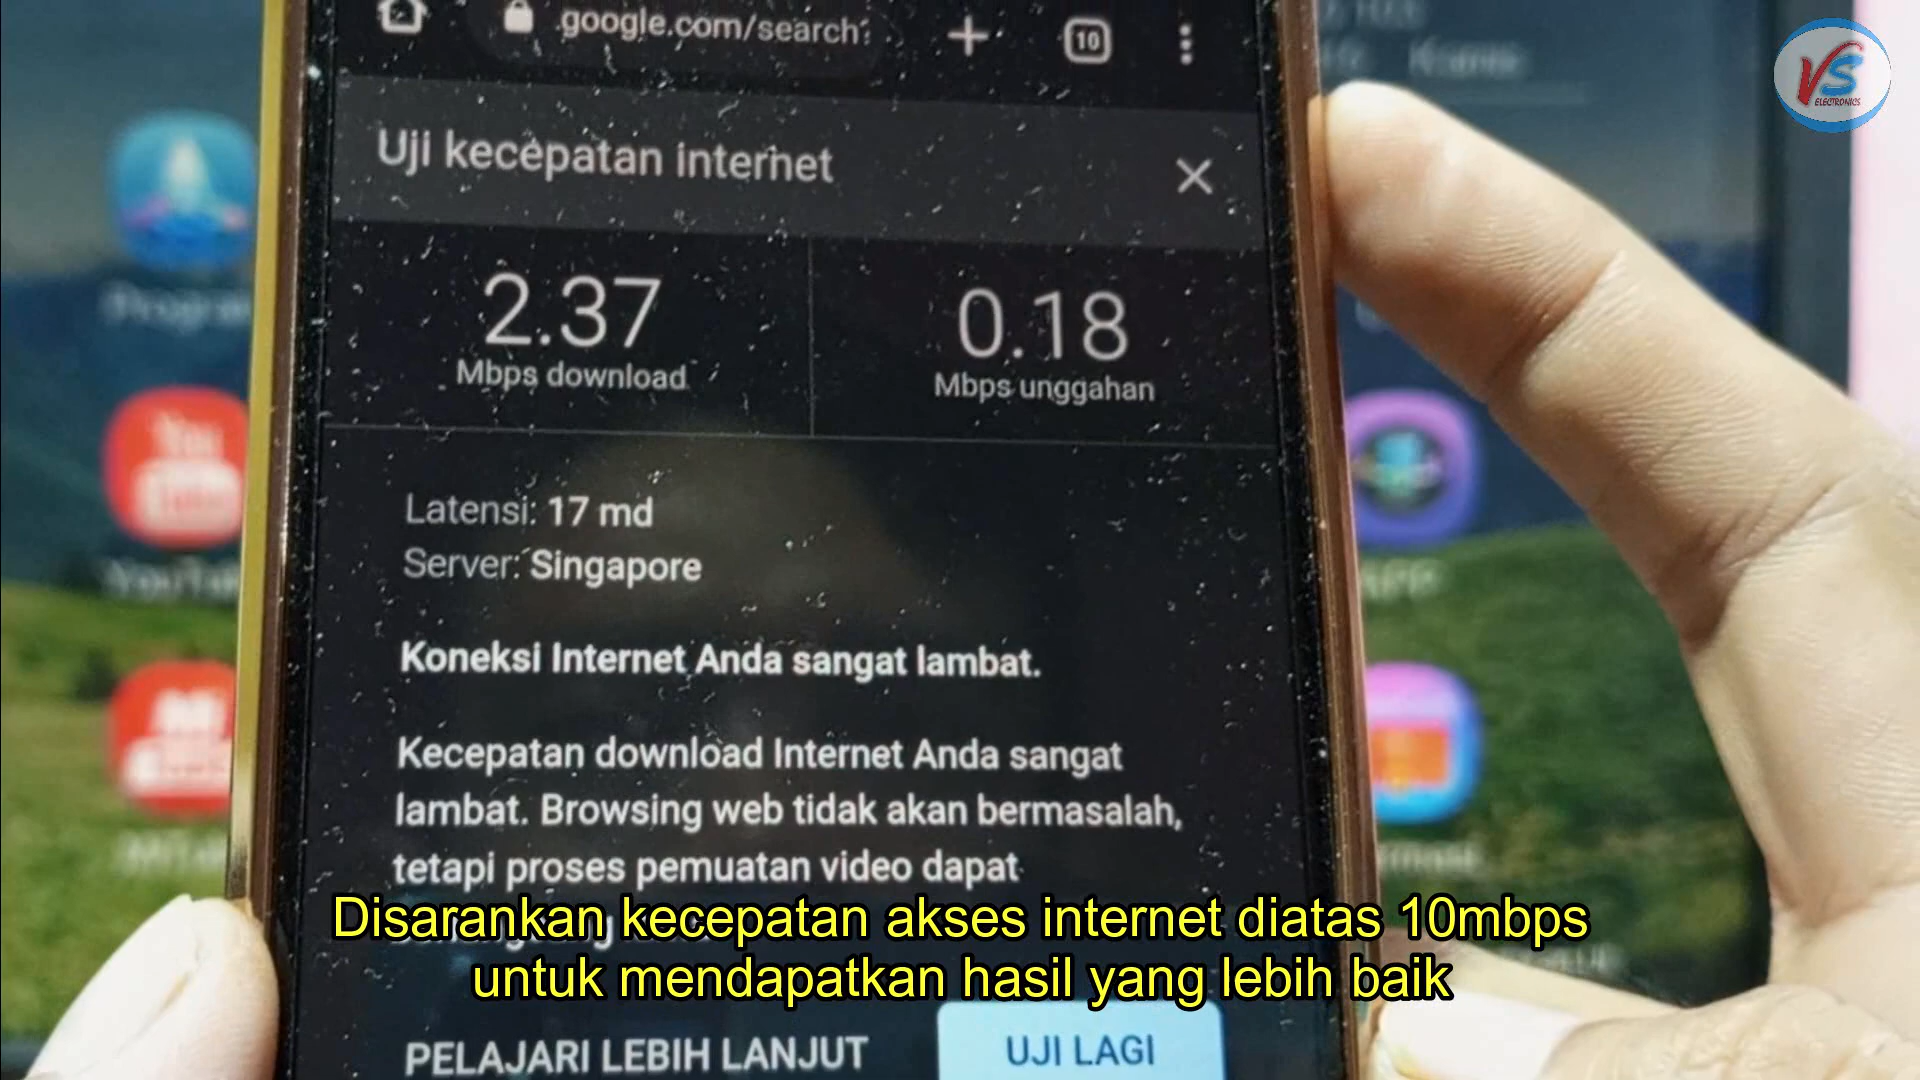 google.com/search?
10
VS
ELECTRONICS
Uji kecepatan internet
2.37
Mbps download
0.18
Mbps unggahan
Latensi: 17 md
Server: Singapore
Koneksi Internet Anda sangat lambat.
Kecepatan download Internet Anda sangat
lambat. Browsing web tidak akan bermasalah,
tetapi proses pemuatan video dapat
Disarankan kecepatan akses internet diatas 10mbps
untuk mendapatkan hasil yang lebih baik
PELAJARI LEBIH LANJUT
UJI LAGI
YouTu